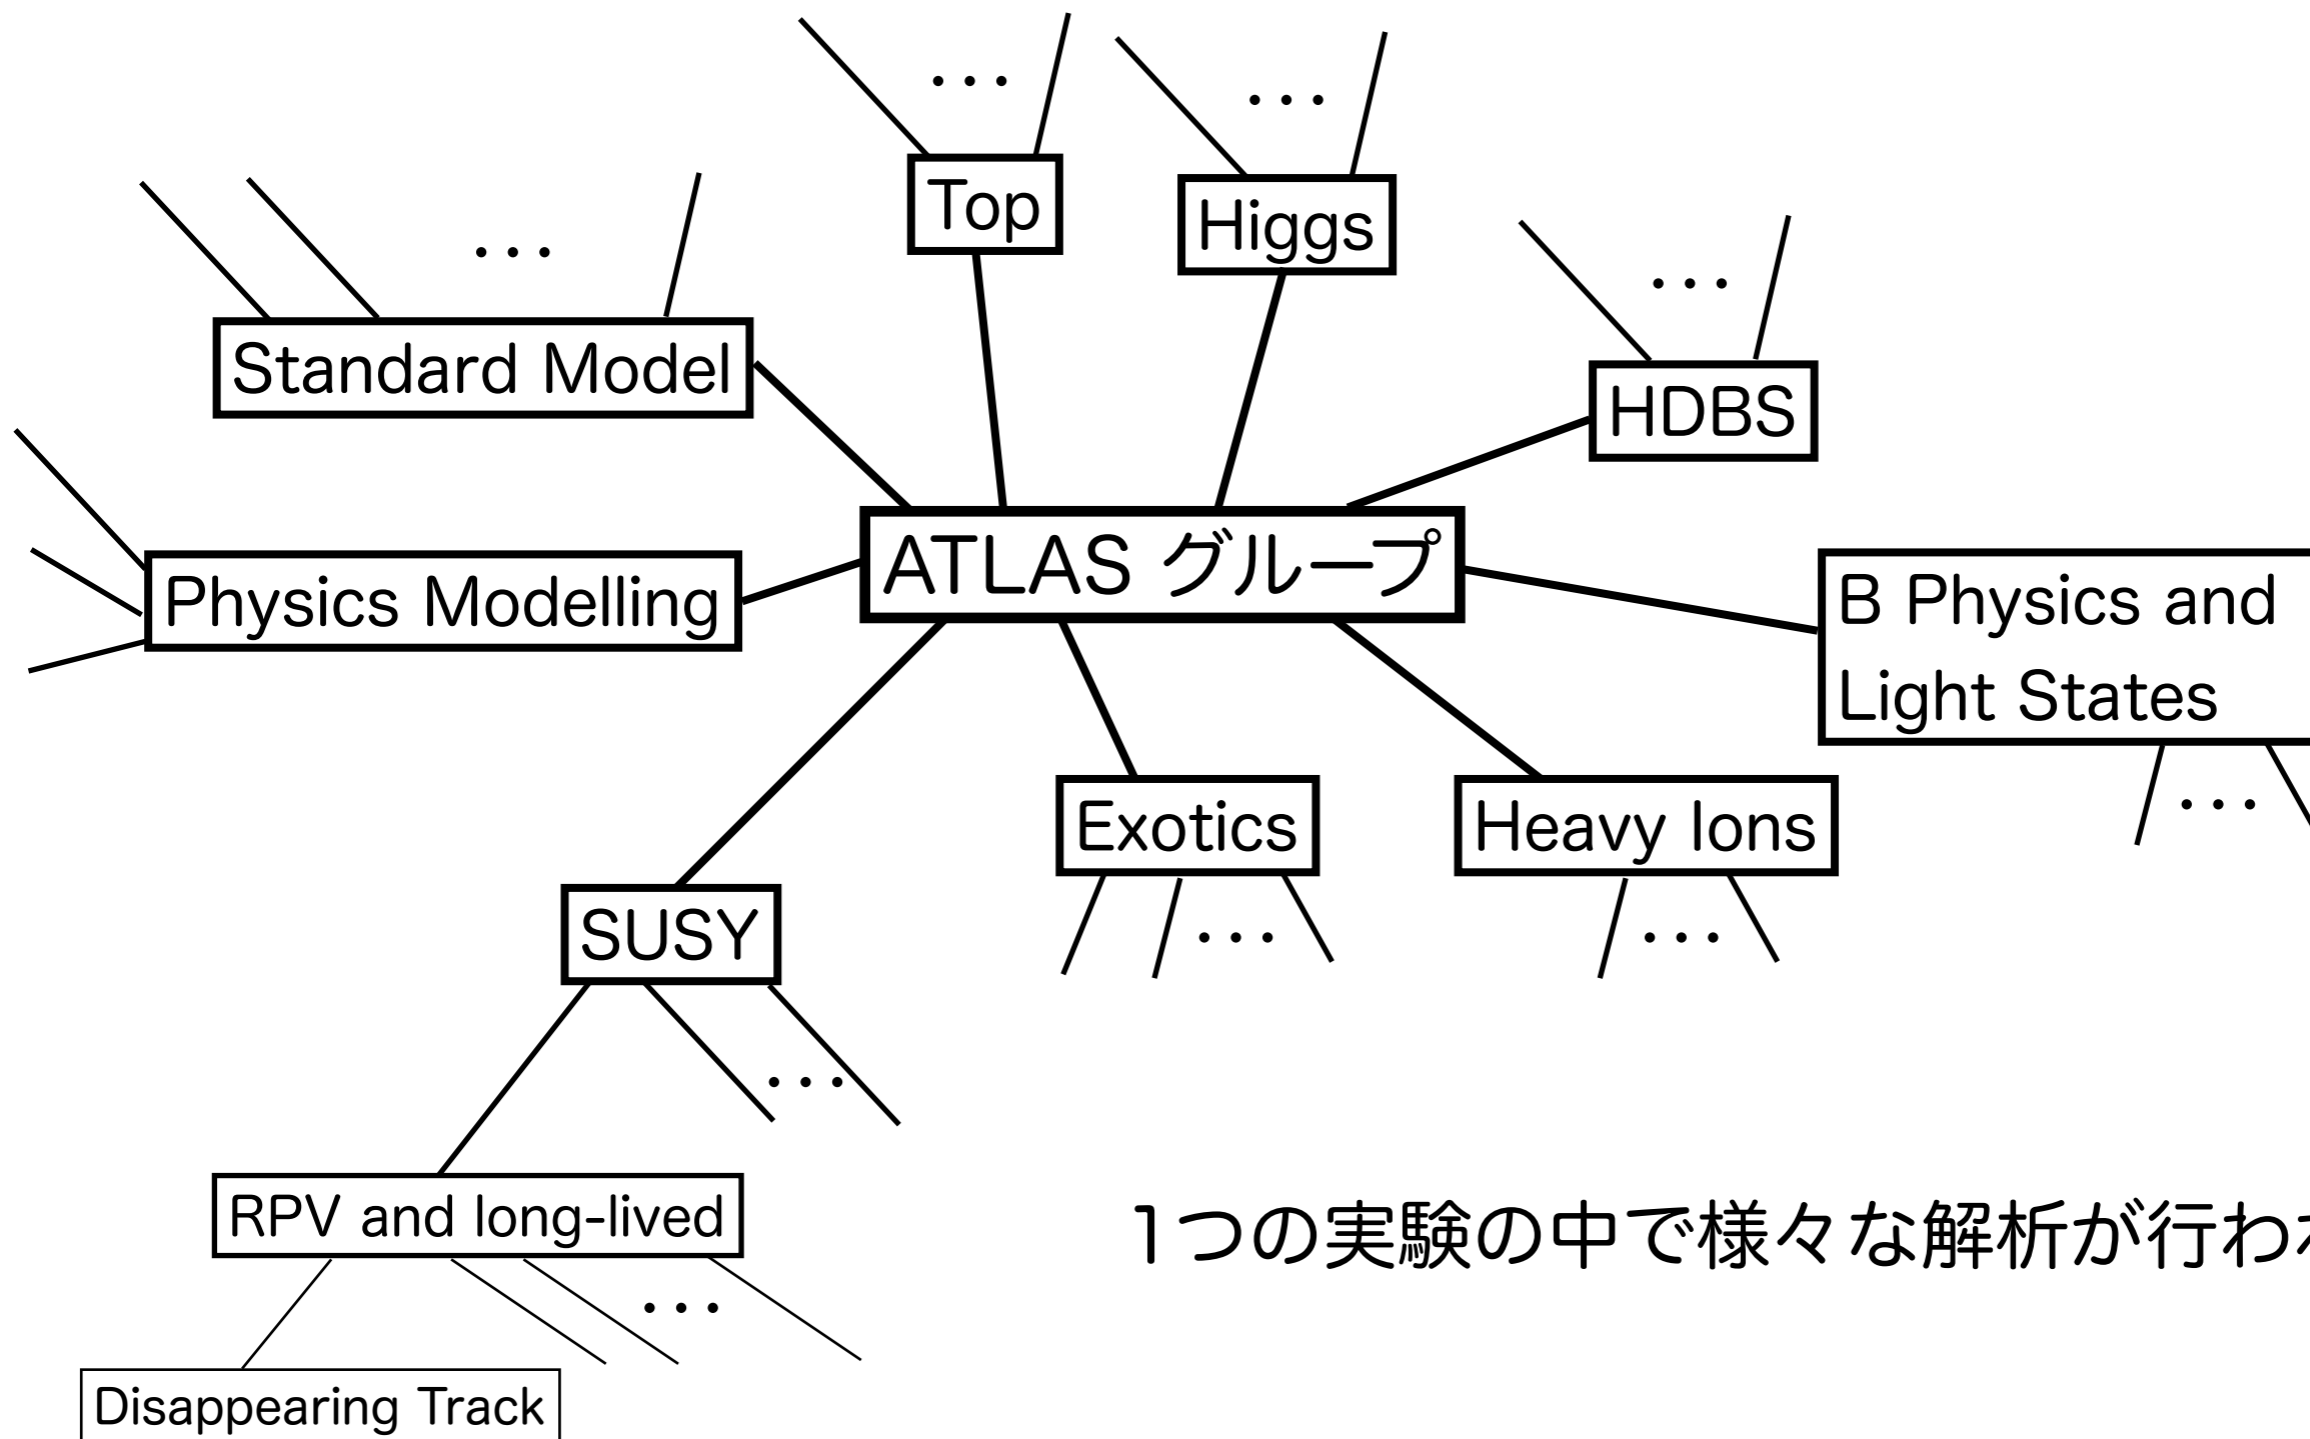 ...
...
Top
Higgs
...
...
Standard Model
HDBS
ATLAS グループ
Physics Modelling
B Physics and
Light States
...
Exotics
Heavy Ions
SUSY
...
...
...
RPV and long-lived
1つの実験の中で様々な解析が行わ
...
Disappearing Track